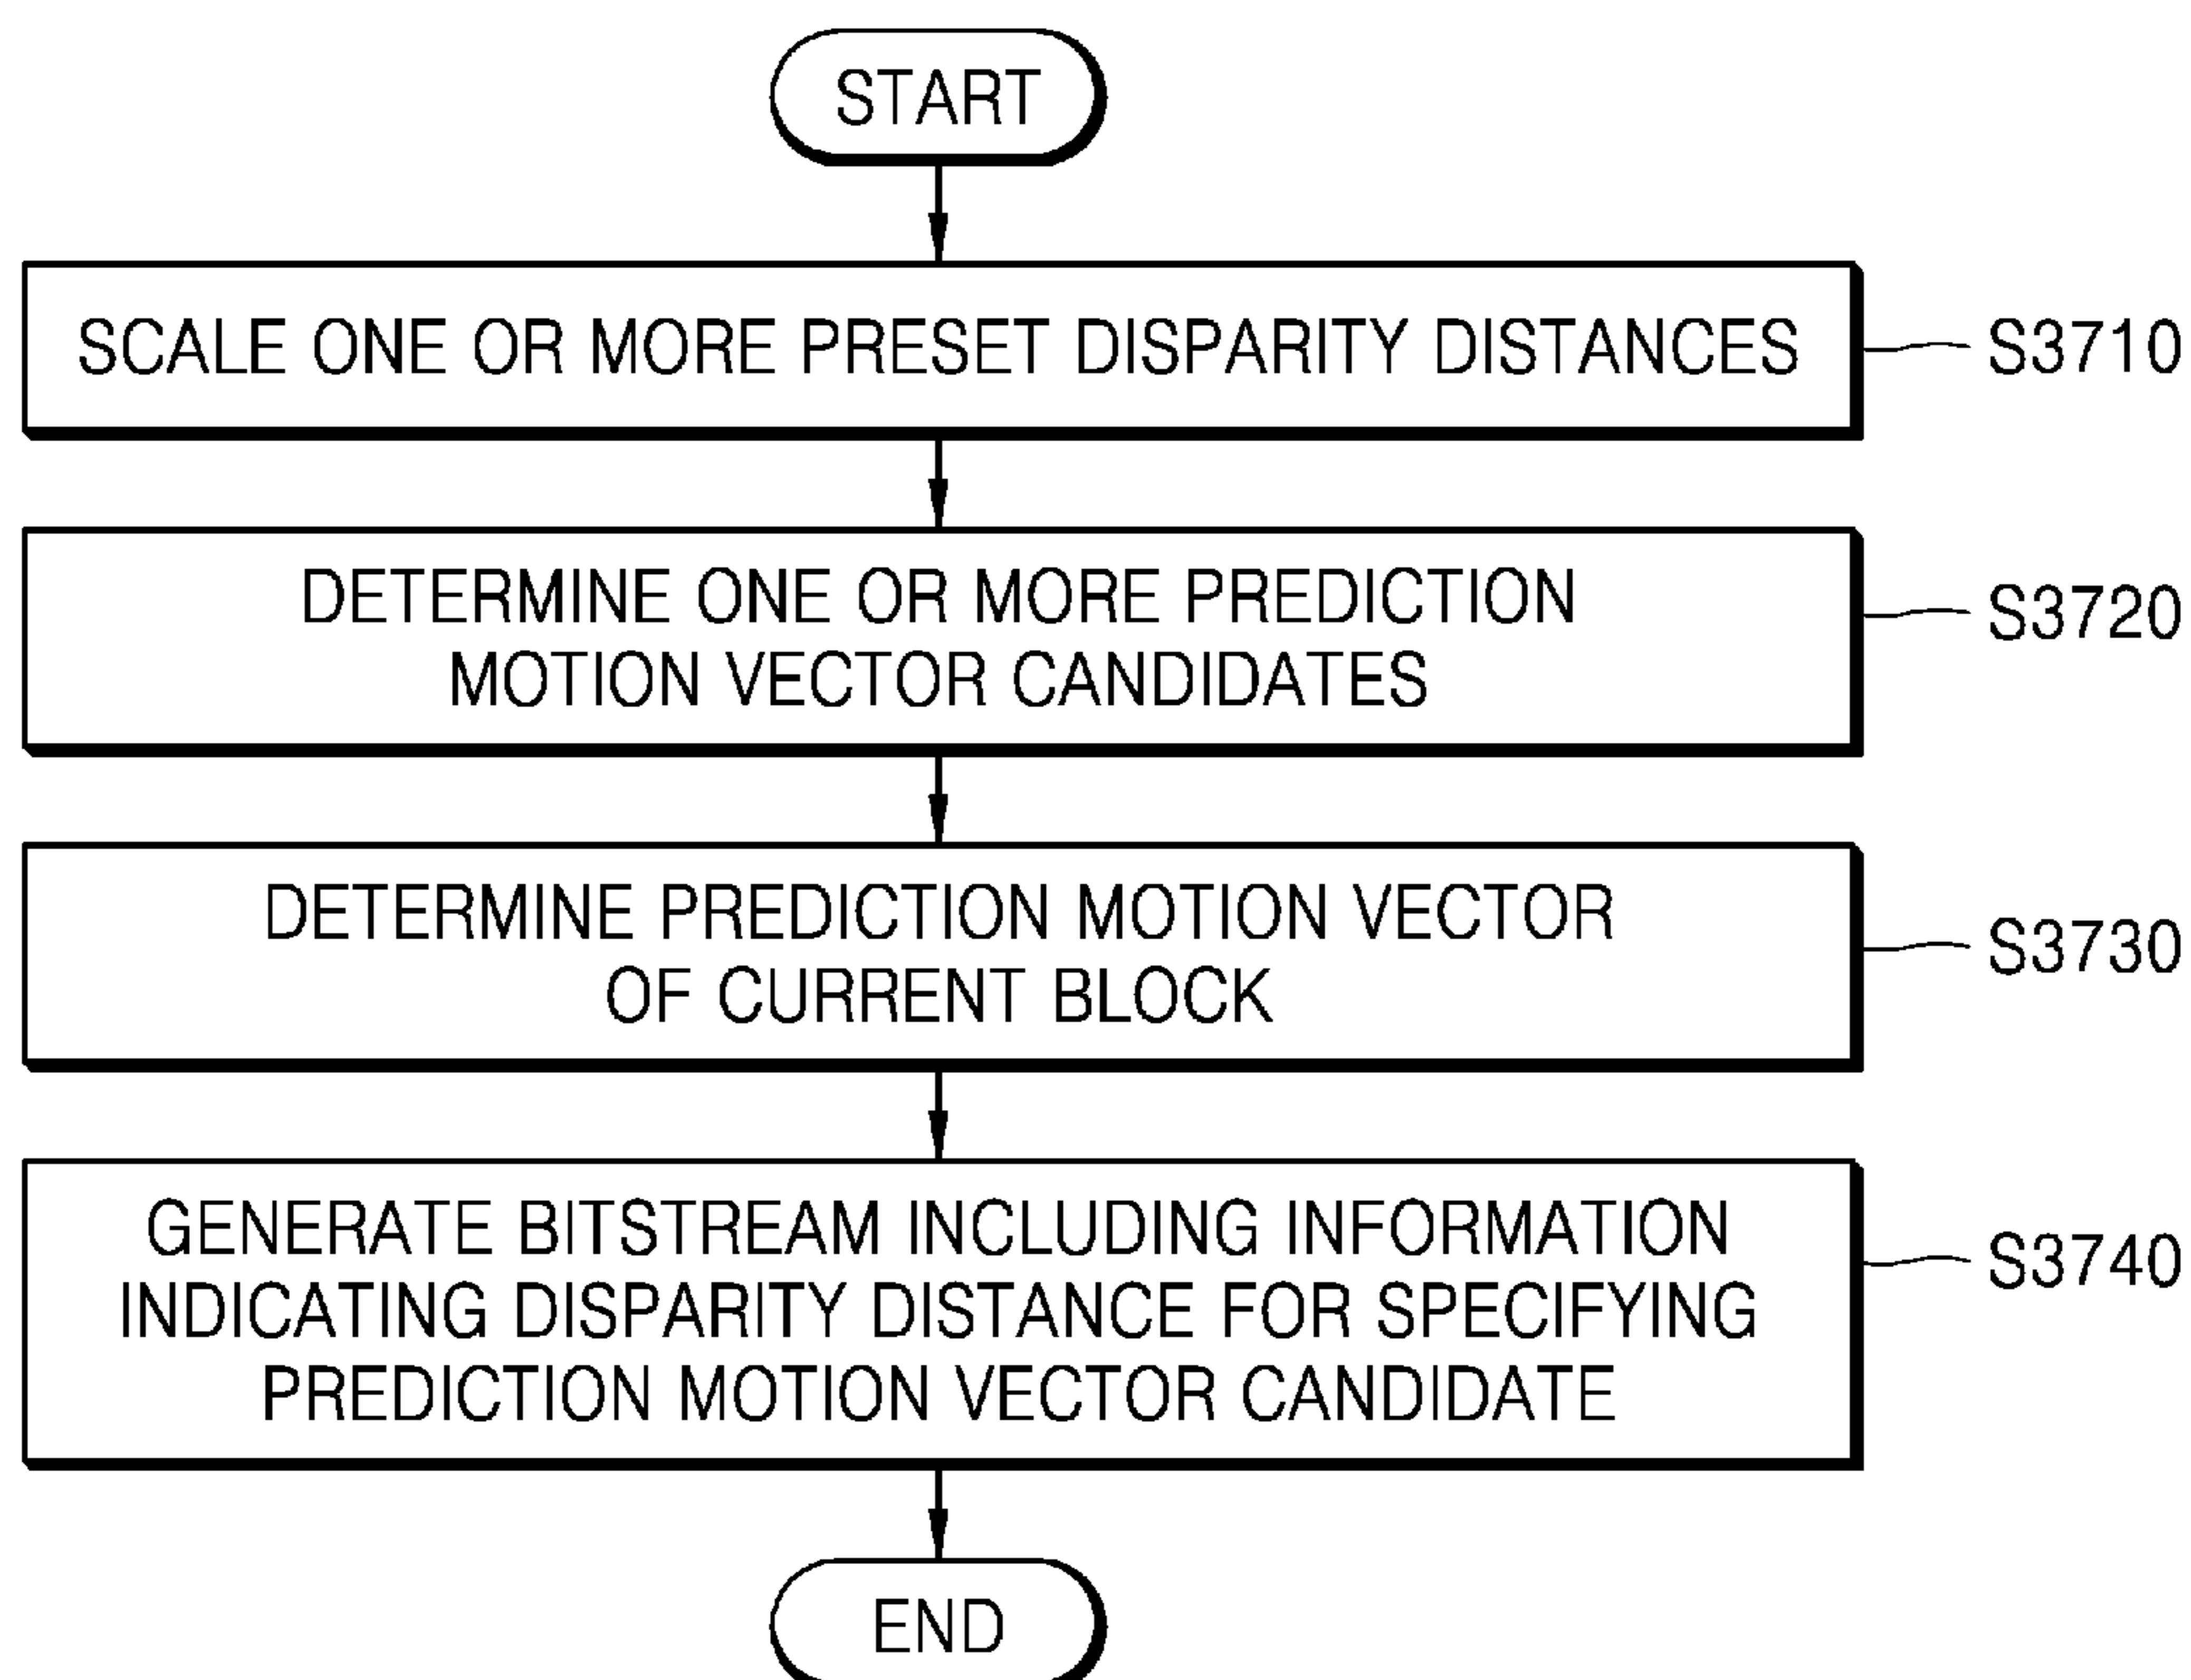 START
SCALE ONE OR MORE PRESET DISPARITY DISTANCES
S3710
DETERMINE ONE OR MORE PREDICTION
MOTION VECTOR CANDIDATES
S3720
DETERMINE PREDICTION MOTION VECTOR
OF CURRENT BLOCK
S3730
GENERATE BITSTREAM INCLUDING INFORMATION
INDICATING DISPARITY DISTANCE FOR SPECIFYING
PREDICTION MOTION VECTOR CANDIDATE
S3740
END